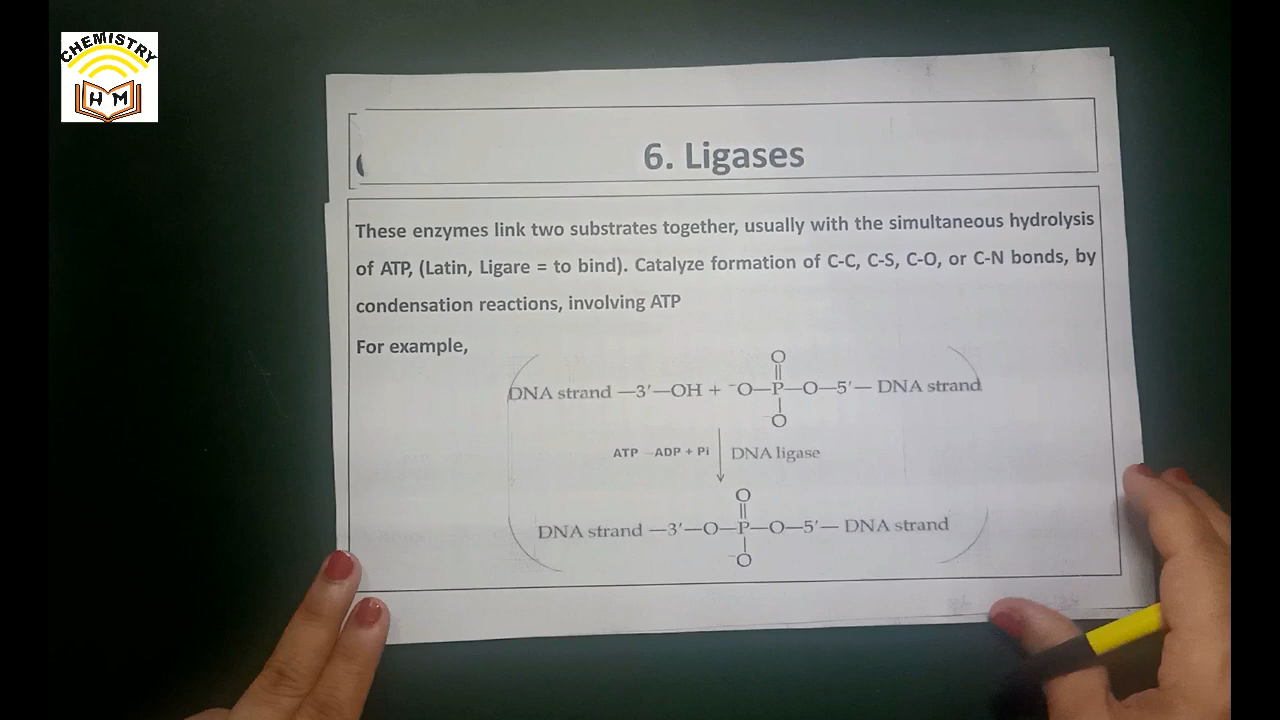 CHEMISTRY
H M
6. Ligases
These enzymes link two substrates together, usually with the simultaneous hydrolysis
of ATP, (Latin, Ligare = to bind). Catalyze formation of C-C, C-S, C-O, or C-N bonds, by
condensation reactions, involving ATP
For example,
O
||
DNA strand —3′—OH + ⁻O—P—O—5′— DNA strand
|
O
ATP ADP + Pi DNA ligase
O
||
DNA strand —3′—O—P—O—5′— DNA strand
|
⁻O